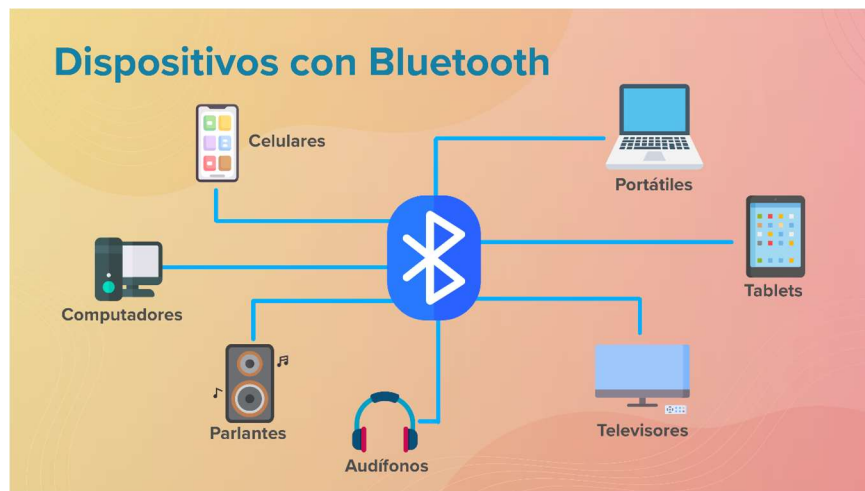 Dispositivos con Bluetooth
Celulares
Portátiles
Tablets
Computadores
Parlantes
Televisores
Audífonos